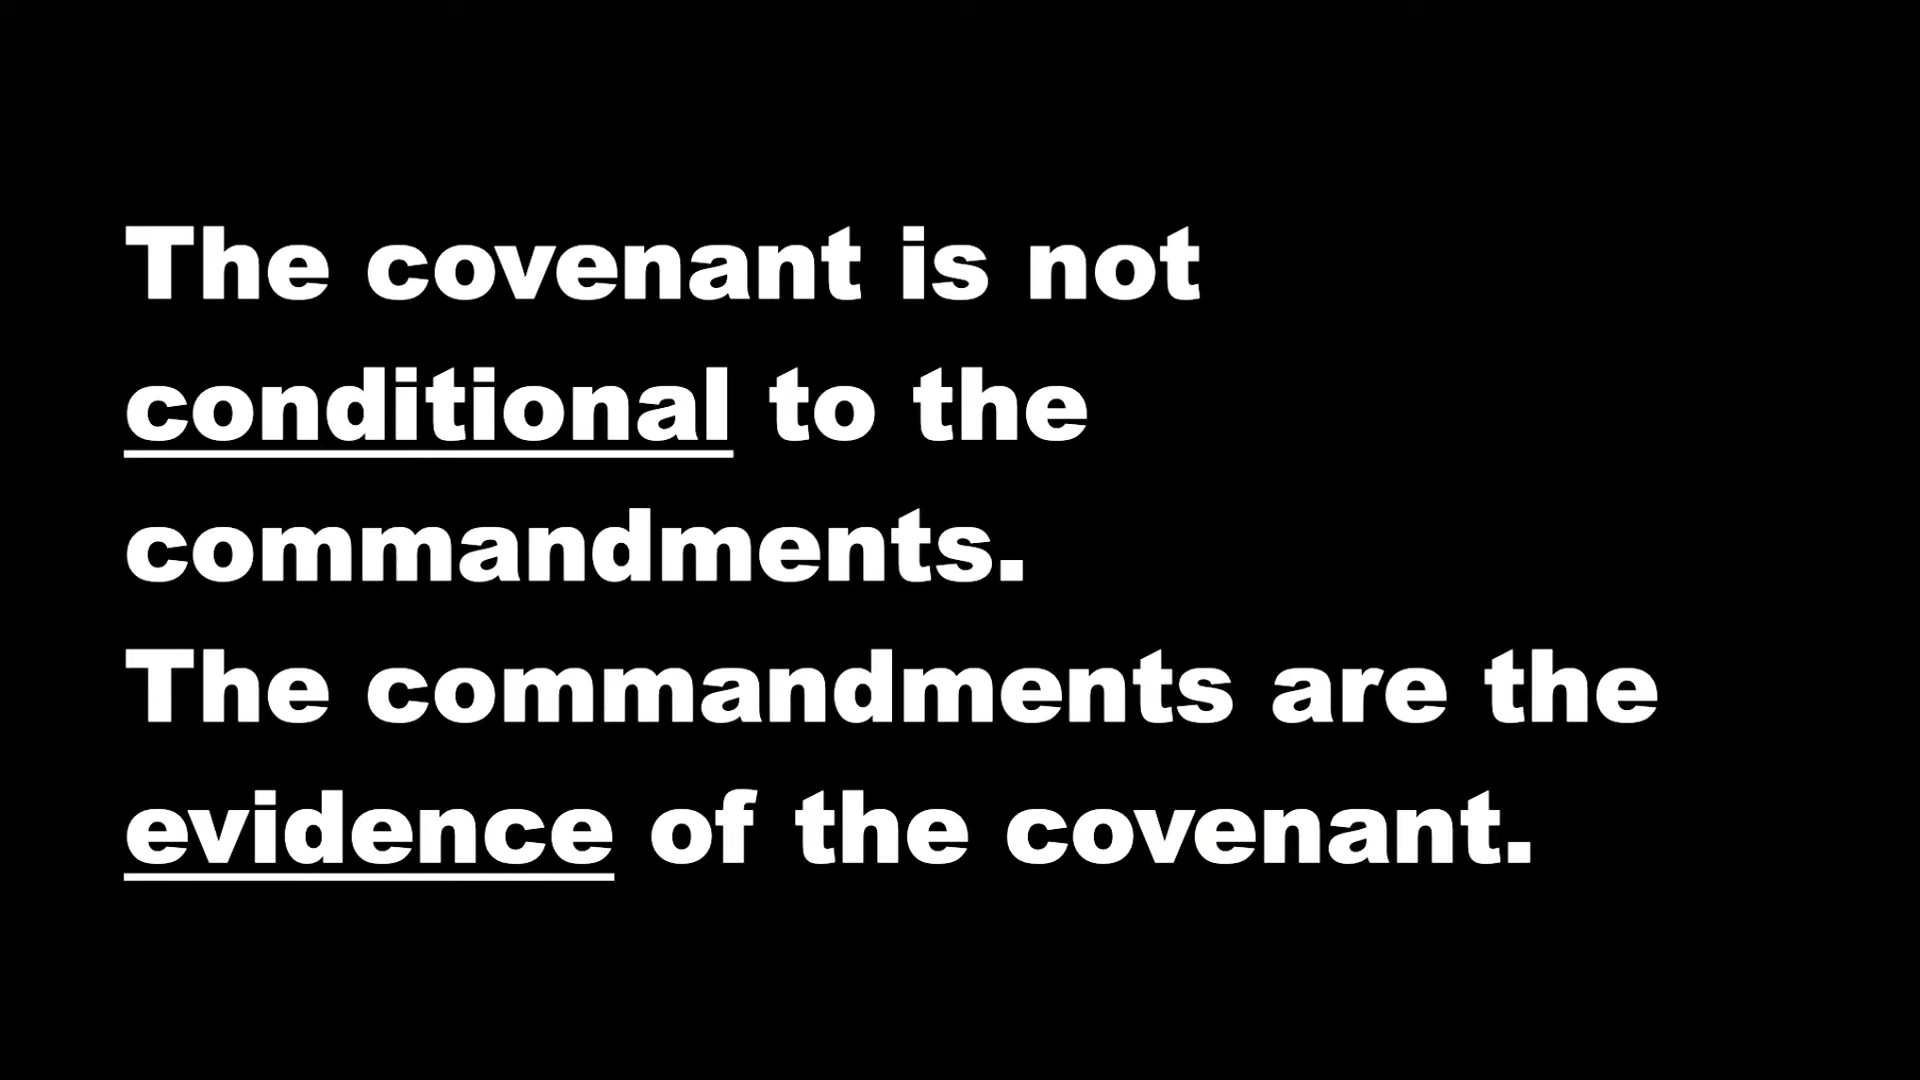 The covenant is not
conditional to the
commandments.
The commandments are the
evidence of the covenant.